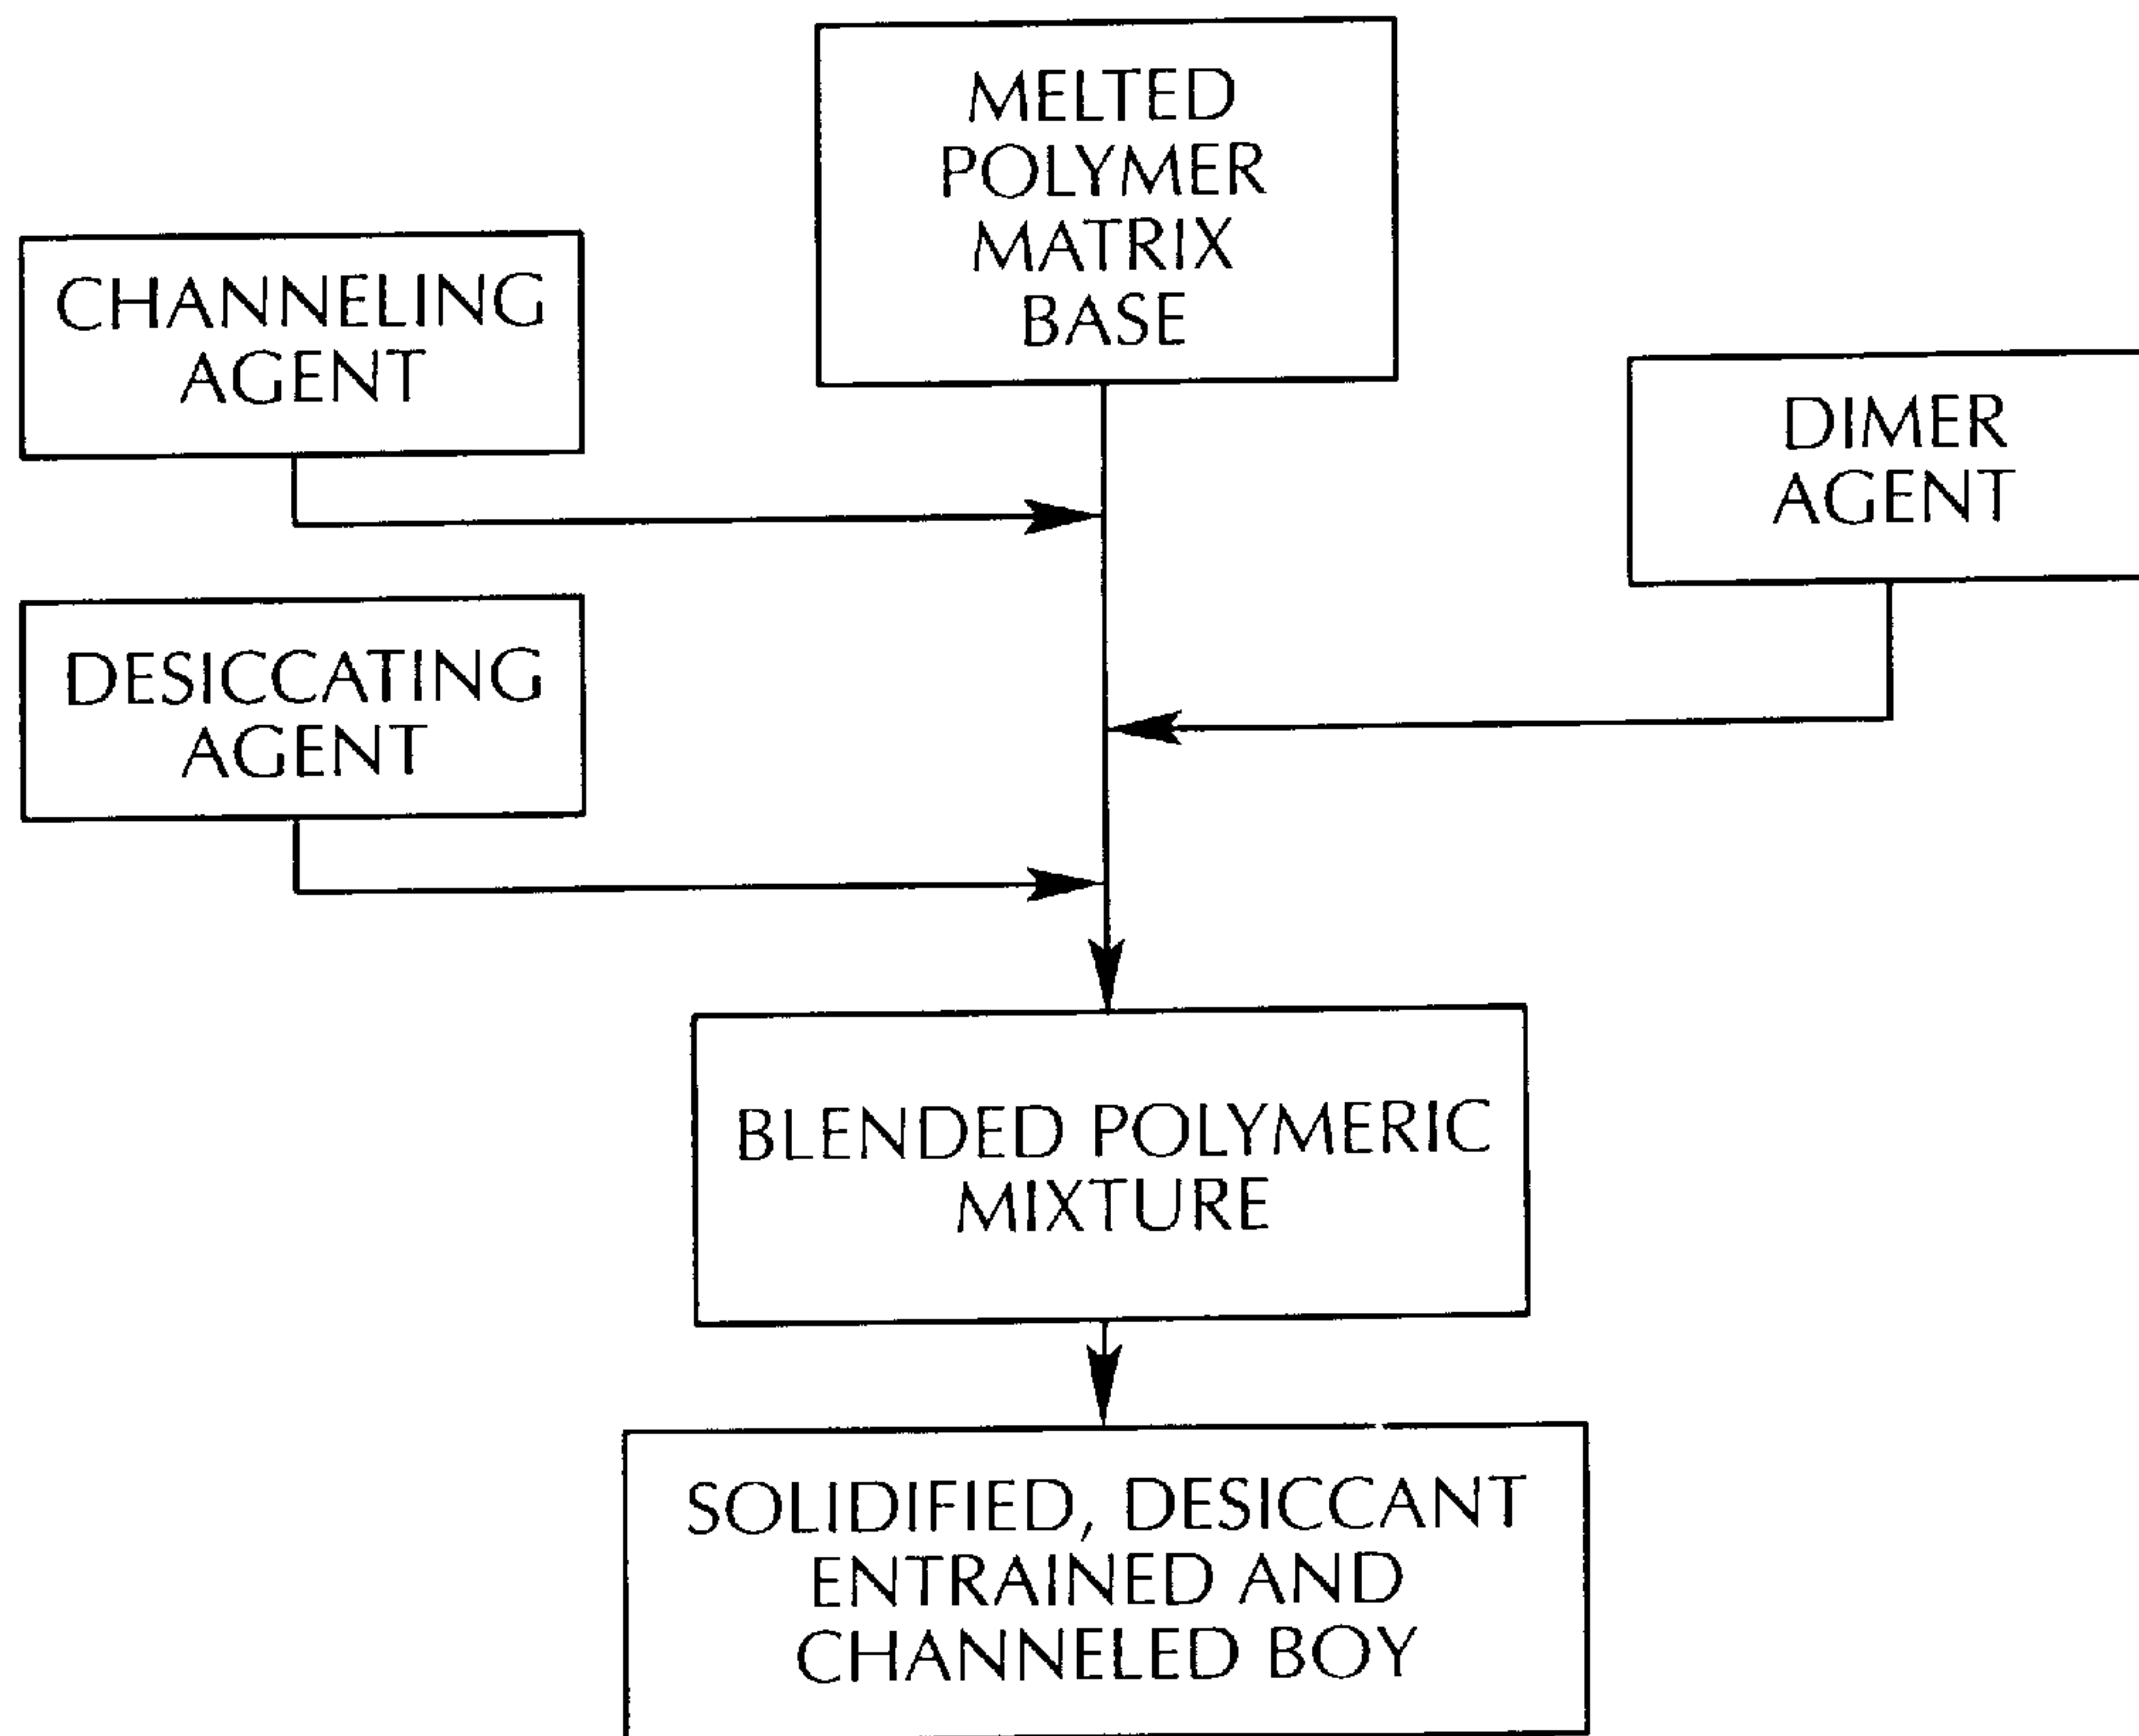 MELTED
POLYMER
MATRIX
BASE
CHANNELING
AGENT
DIMER
AGENT
DESICCATING
AGENT
BLENDED POLYMERIC
MIXTURE
SOLIDIFIED, DESICCANT
ENTRAINED AND
CHANNELED BOY